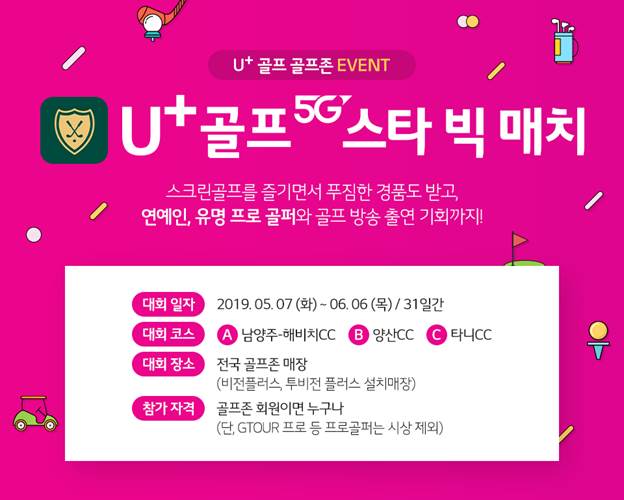 U+ 골프 골프존 EVENT
U+골프 5G 스타 빅 매치
스크린골프를 즐기면서 푸짐한 경품도 받고,
연예인, 유명 프로 골퍼와 골프 방송 출연 기회까지!
대회 일자 2019. 05. 07 (화) ~ 06. 06 (목) / 31일간
대회 코스 A 남양주-해비치CC B 양산CC C 타니CC
대회 장소 전국 골프존 매장
(비전플러스, 투비전 플러스 설치매장)
참가 자격 골프존 회원이면 누구나
(단, GTOUR 프로 등 프로골퍼는 시상 제외)